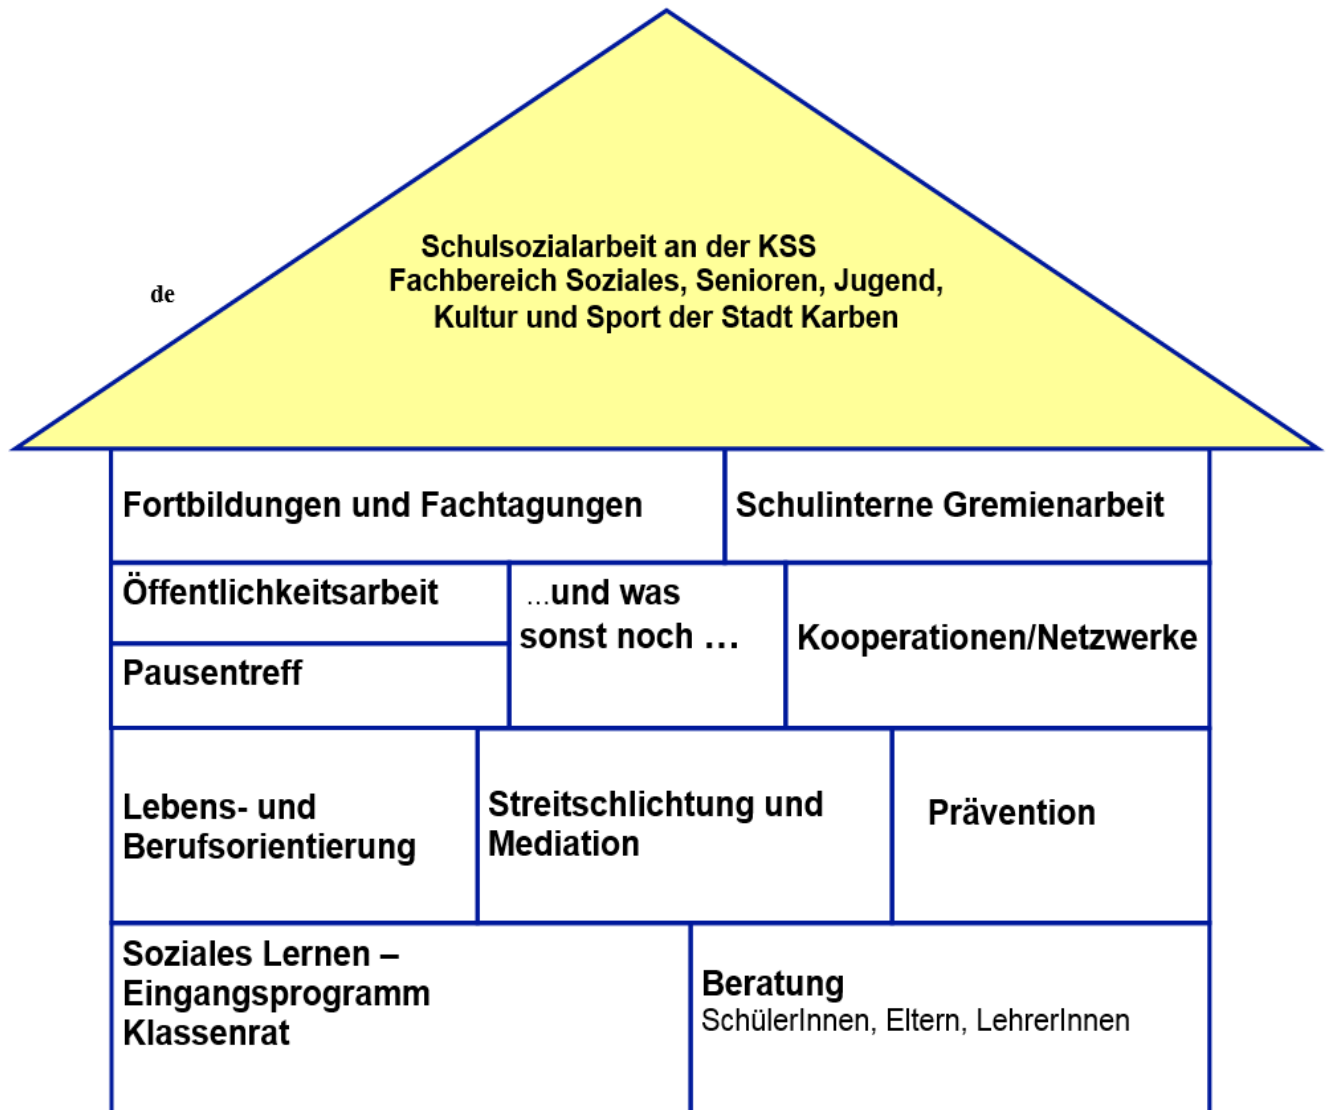 Schulsozialarbeit an der KSS
Fachbereich Soziales, Senioren, Jugend,
Kultur und Sport der Stadt Karben
de
Fortbildungen und Fachtagungen
Schulinterne Gremienarbeit
Öffentlichkeitsarbeit
Pausentreff
...und was
sonst noch ...
Kooperationen/Netzwerke
Lebens- und
Berufsorientierung
Streitschlichtung und
Mediation
Prävention
Soziales Lernen –
Eingangsprogramm
Klassenrat
Beratung
SchülerInnen, Eltern, LehrerInnen